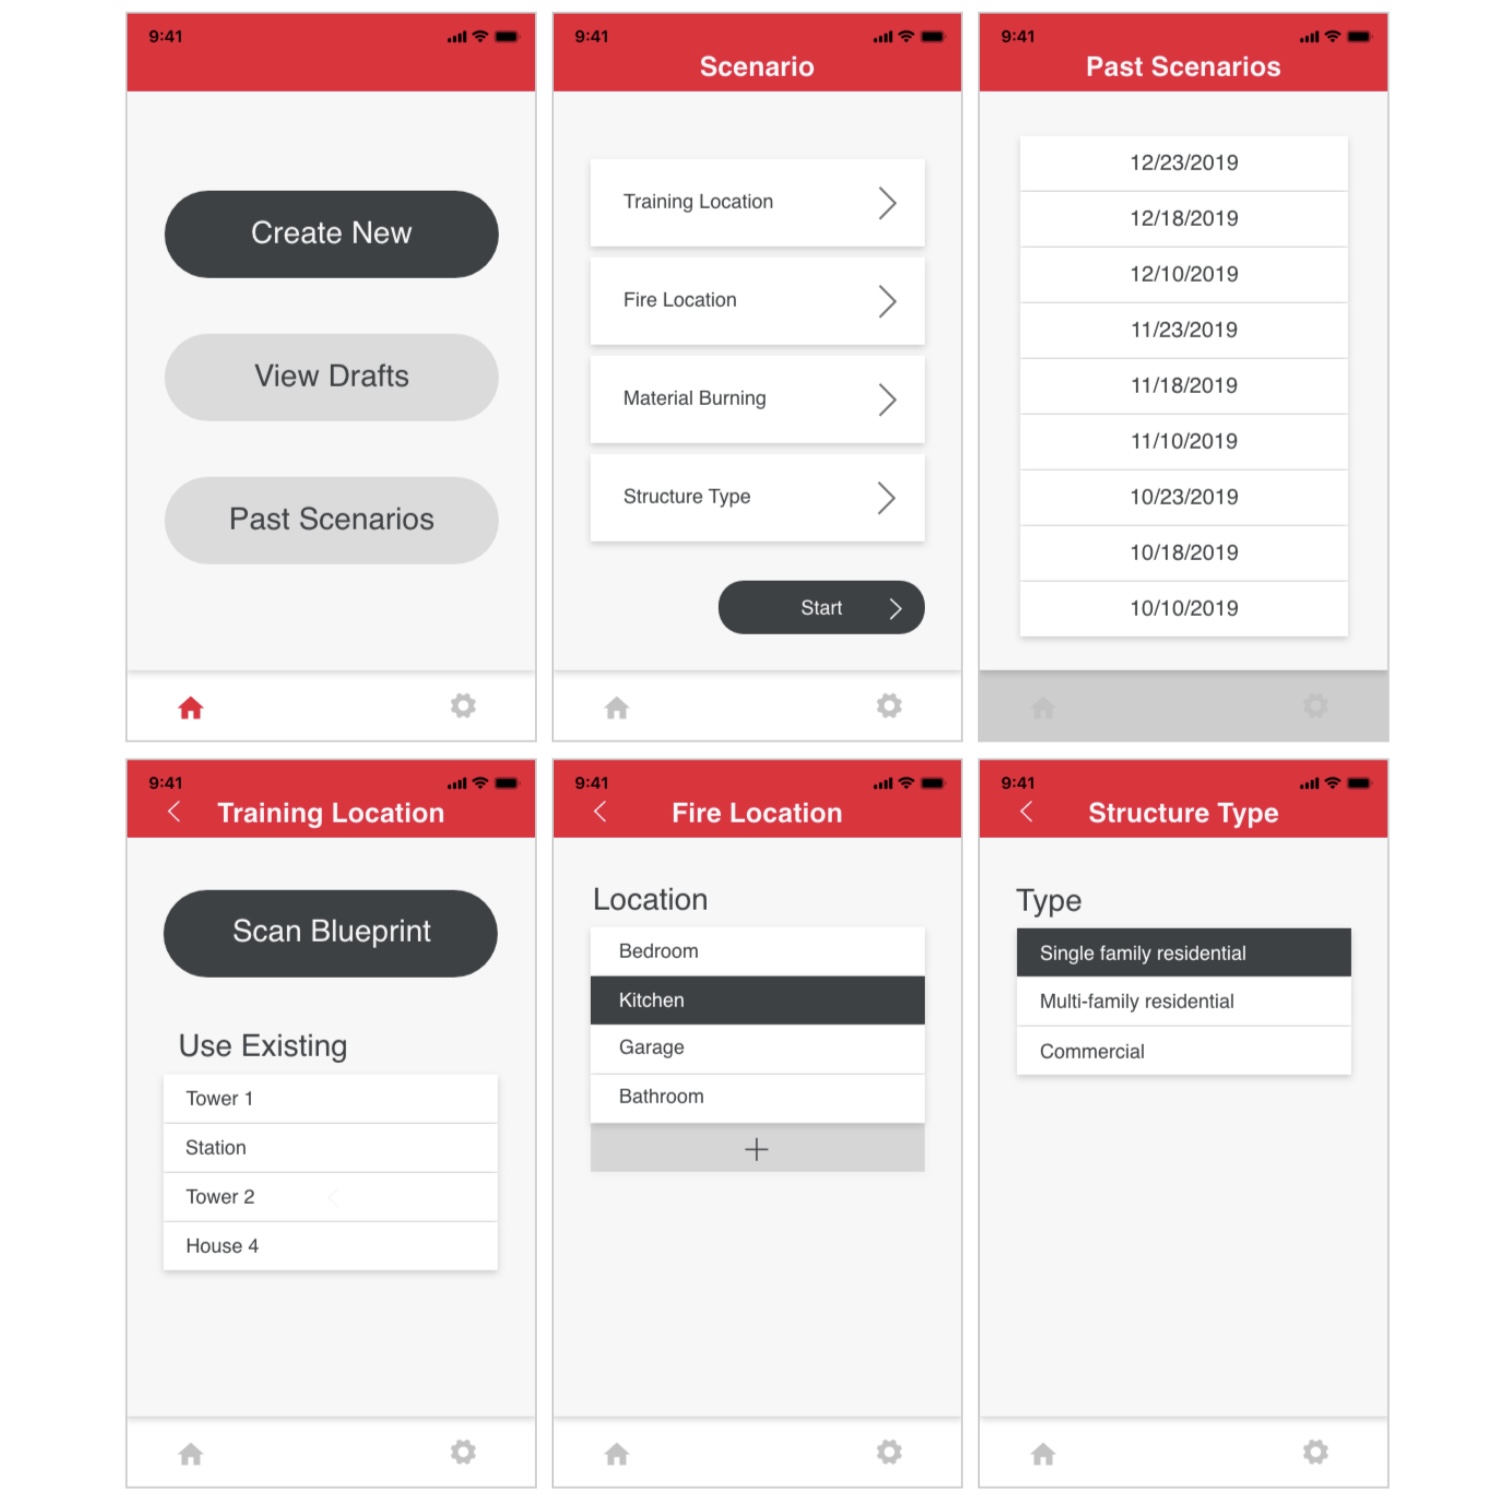 9:41
Create New
View Drafts
Past Scenarios
9:41
Scenario
Training Location
Fire Location
Material Burning
Structure Type
Start
9:41
Past Scenarios
12/23/2019
12/18/2019
12/10/2019
11/23/2019
11/18/2019
11/10/2019
10/23/2019
10/18/2019
10/10/2019
9:41
Training Location
Scan Blueprint
Use Existing
Tower 1
Station
Tower 2
House 4
9:41
Fire Location
Location
Bedroom
Kitchen
Garage
Bathroom
9:41
Structure Type
Type
Single family residential
Multi-family residential
Commercial